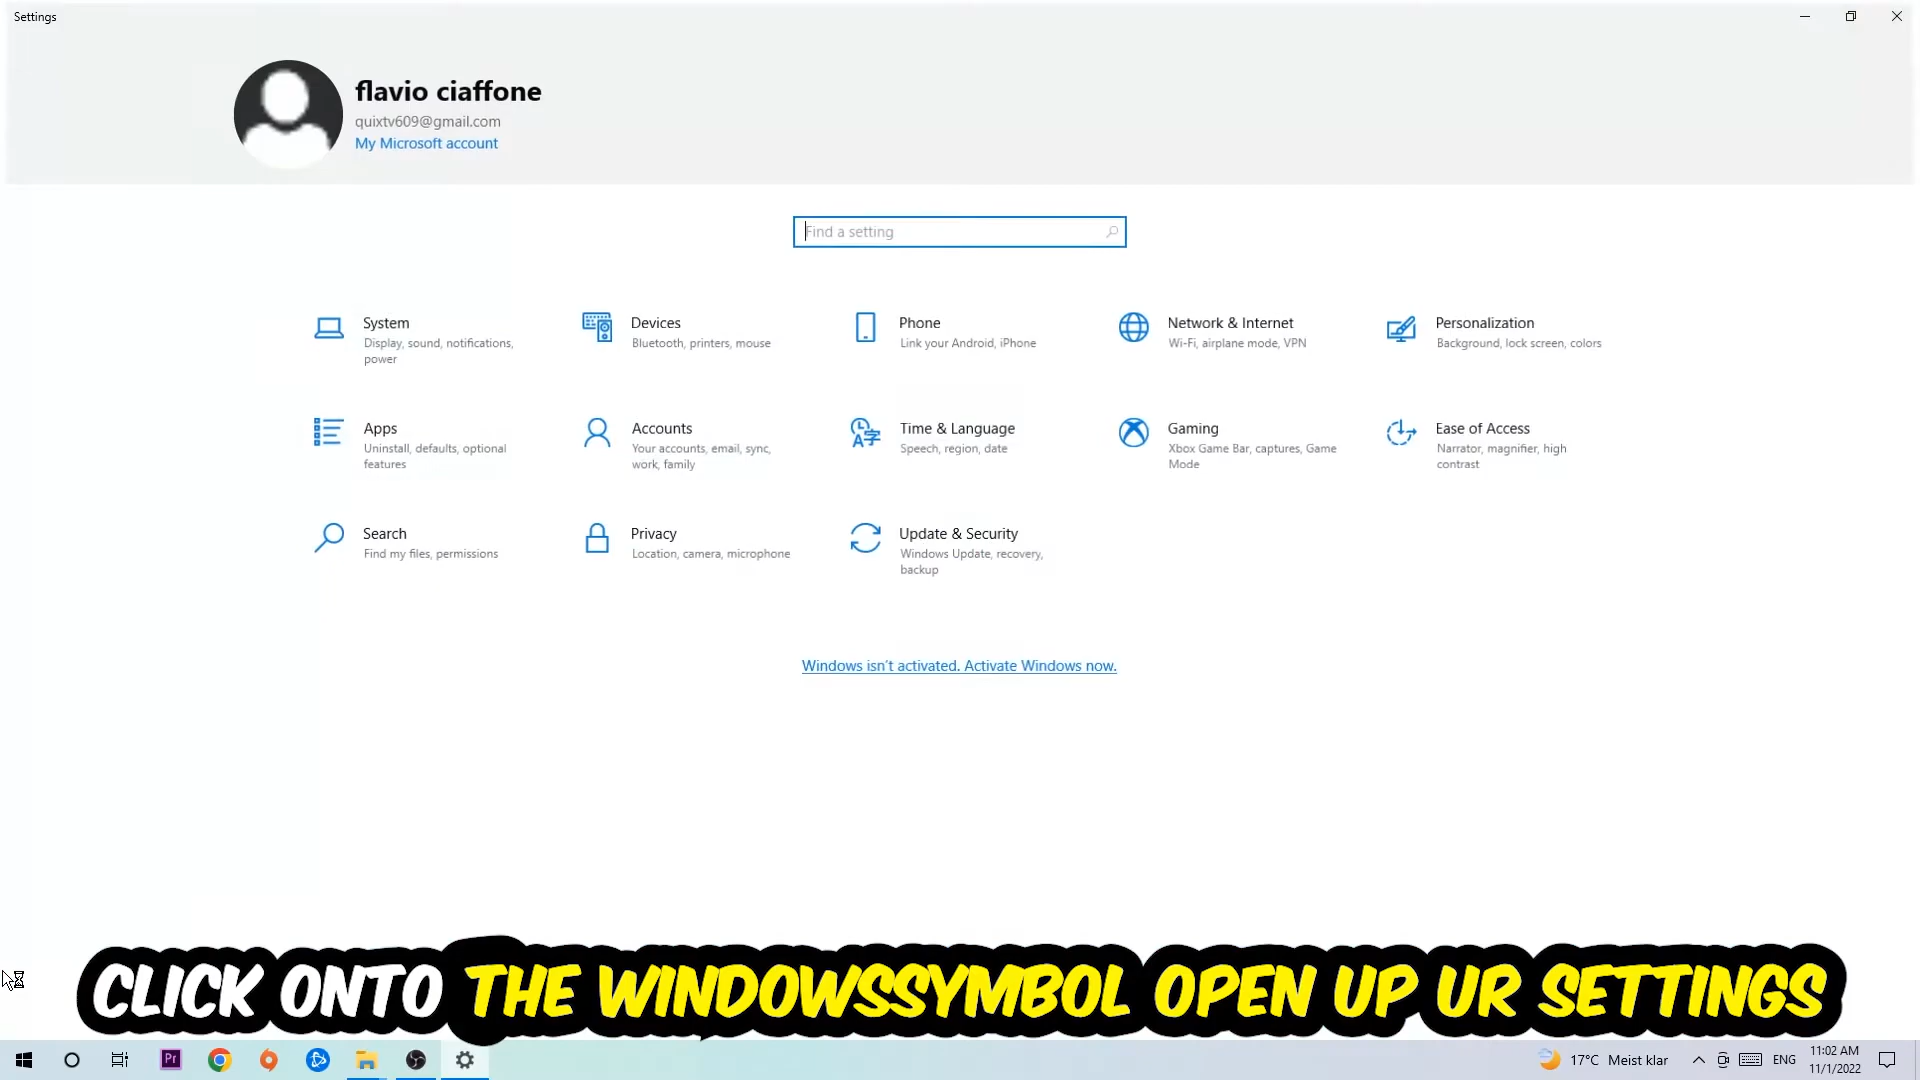 Settings
flavio ciaffone
quixtv609@gmail.com
My Microsoft account
Find a setting
System
Display, sound, notifications,
power
Devices
Bluetooth, printers, mouse
Phone
Link your Android, iPhone
Network & Internet
Wi-Fi, airplane mode, VPN
Personalization
Background, lock screen, colors
Apps
Uninstall, defaults, optional
features
Accounts
Your accounts, email, sync,
work, family
Time & Language
Speech, region, date
Gaming
Xbox Game Bar, captures, Game
Mode
Ease of Access
Narrator, magnifier, high
contrast
Search
Find my files, permissions
Privacy
Location, camera, microphone
Update & Security
Windows Update, recovery,
backup
Windows isn't activated. Activate Windows now.
CLICK ONTO THE WINDOWSSYMBOL OPEN UP UR SETTINGS
Pr
17°C Meist klar
ENG
11:02 AM
11/1/2022